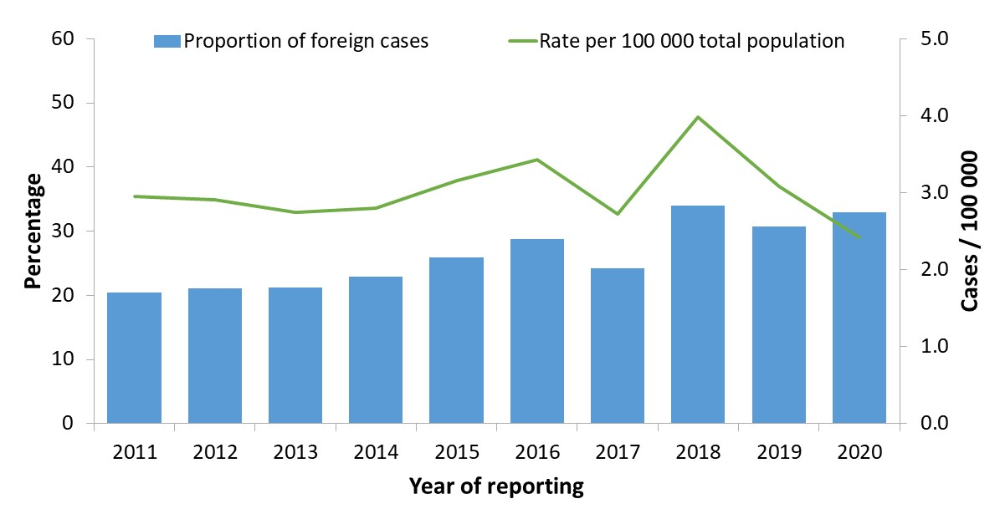 Proportion of foreign cases
Rate per 100 000 total population
60
50
40
30
20
10
0
Percentage
5.0
4.0
3.0
2.0
1.0
0.0
Cases / 100 000
2011 2012 2013 2014 2015 2016 2017 2018 2019 2020
Year of reporting